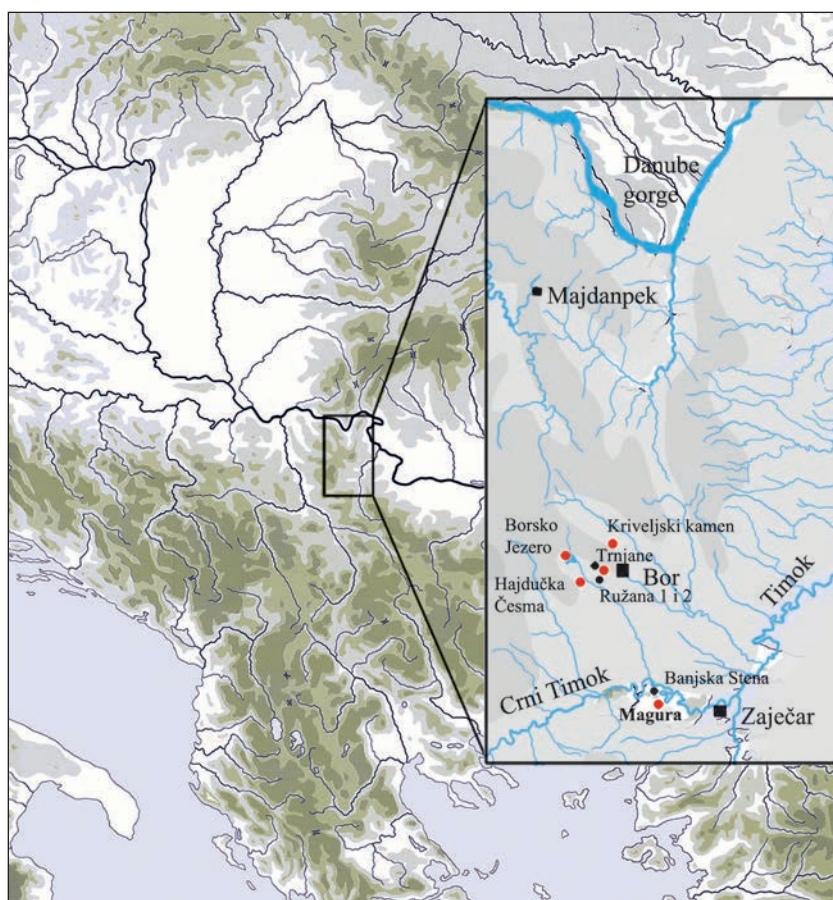 Danube
gorge
Majdanpek
Kriveljski kamen
Borsko
Jezero
Trnjane
Bor
Hajdučka
Česma
Ružana 1 i 2
Timok
Banjska Stena
Crni Timok
Magura
Zaječar